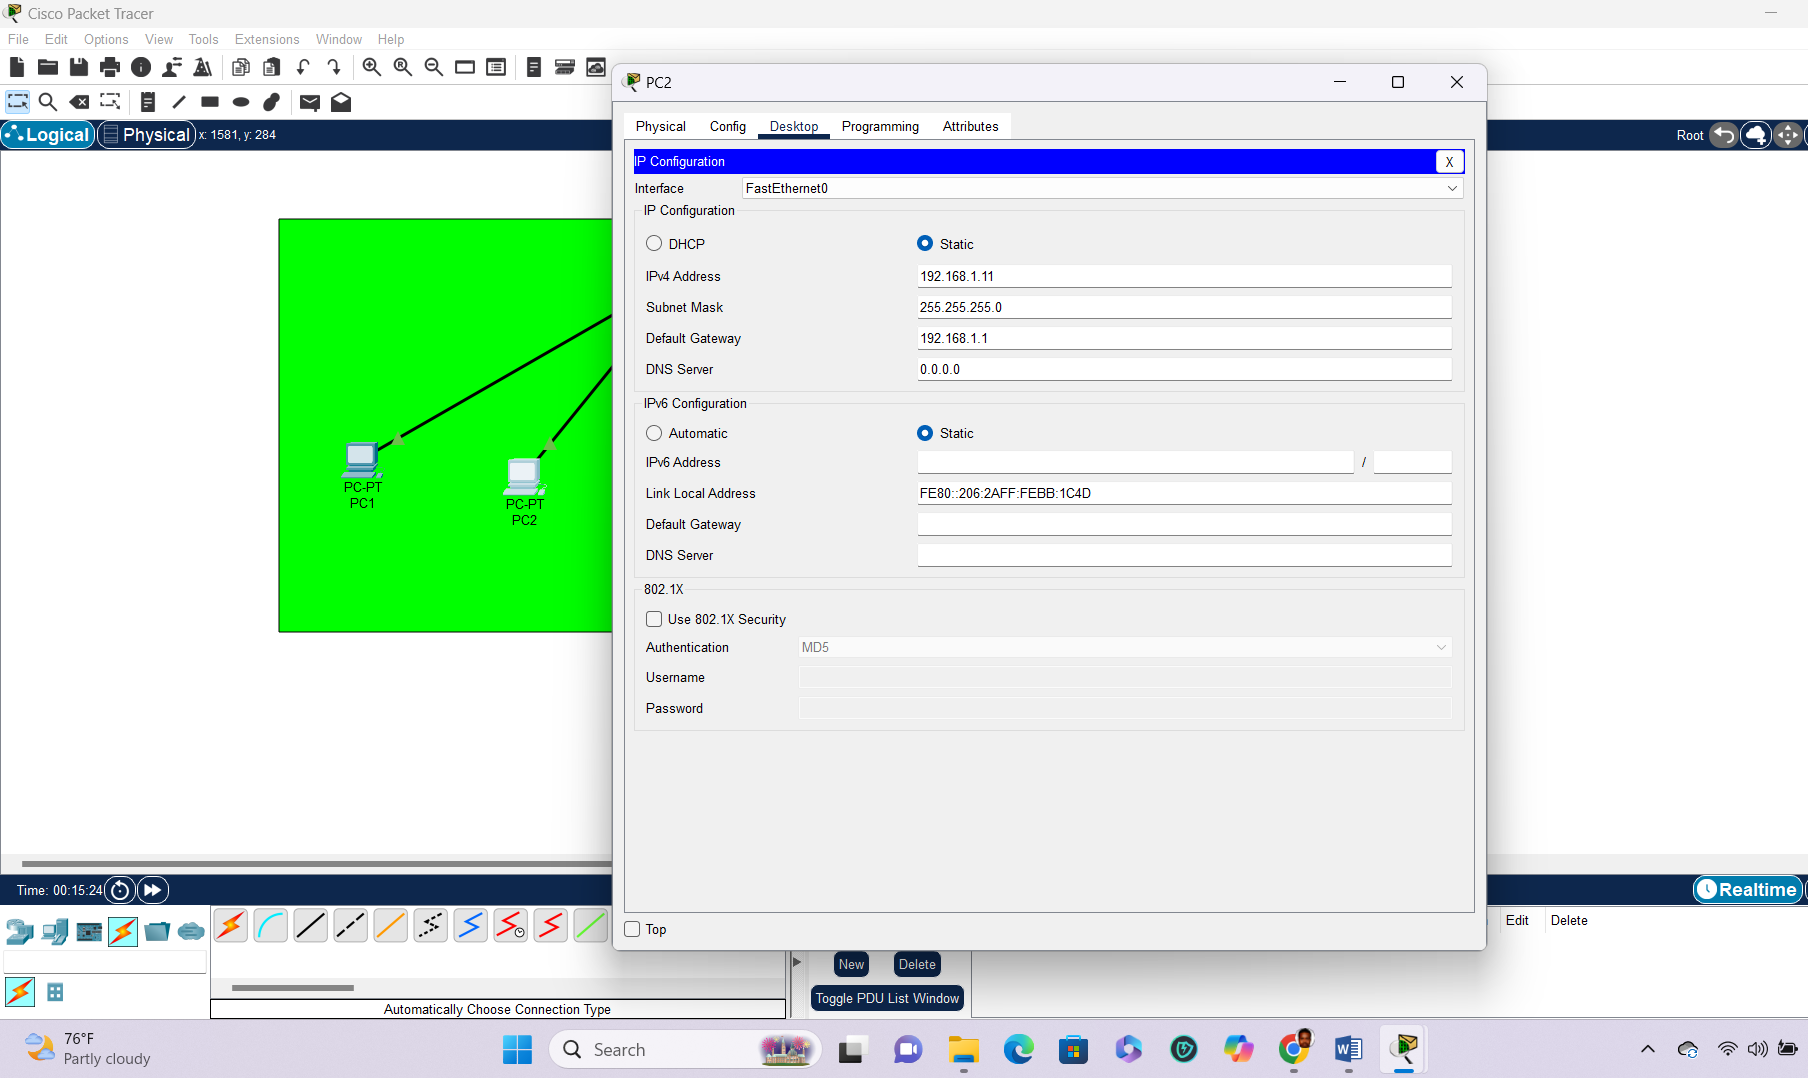 Cisco Packet Tracer
File Edit Options View Tools Extensions Window Help
Logical Physical x: 1581, y: 284
Root
PC-PT
PC1
PC-PT
PC2
PC2
Physical Config Desktop Programming Attributes
IP Configuration X
Interface FastEthernet0
IP Configuration
DHCP Static
IPv4 Address 192.168.1.11
Subnet Mask 255.255.255.0
Default Gateway 192.168.1.1
DNS Server 0.0.0.0
IPv6 Configuration
Automatic Static
IPv6 Address /
Link Local Address FE80::206:2AFF:FEBB:1C4D
Default Gateway
DNS Server
802.1X
Use 802.1X Security
Authentication MD5
Username
Password
Top
Time: 00:15:24
Realtime
Edit Delete
New Delete
Toggle PDU List Window
Automatically Choose Connection Type
76°F
Partly cloudy
Search